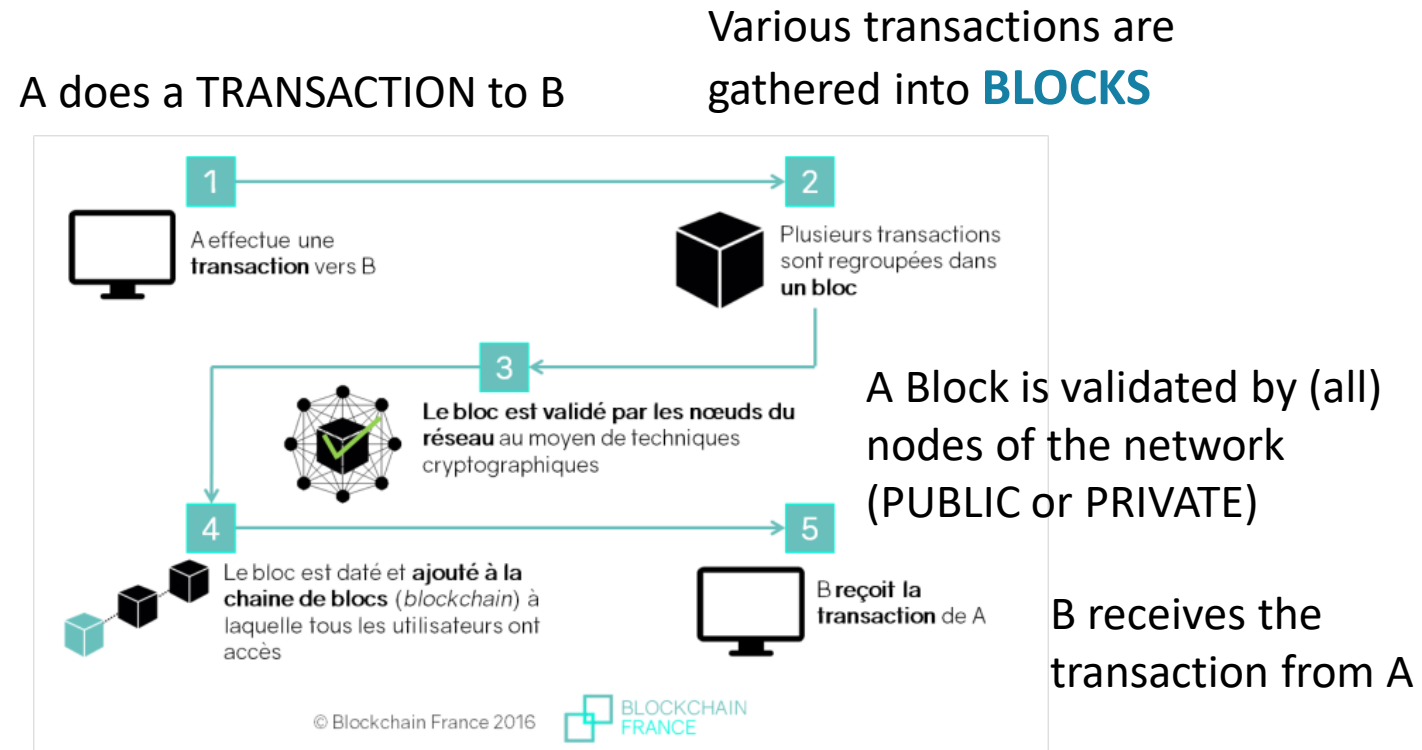 Various transactions are
gathered into BLOCKS
A does a TRANSACTION to B
1
2
A effectue une
transaction vers B
Plusieurs transactions
sont regroupées dans
un bloc
3
Le bloc est validé par les nœuds du
réseau au moyen de techniques
cryptographiques
A Block is validated by (all)
nodes of the network
(PUBLIC or PRIVATE)
4
5
Le bloc est daté et ajouté à la
chaine de blocs (blockchain) à
laquelle tous les utilisateurs ont
accès
B reçoit la
transaction de A
B receives the
transaction from A
© Blockchain France 2016
BLOCKCHAIN
FRANCE